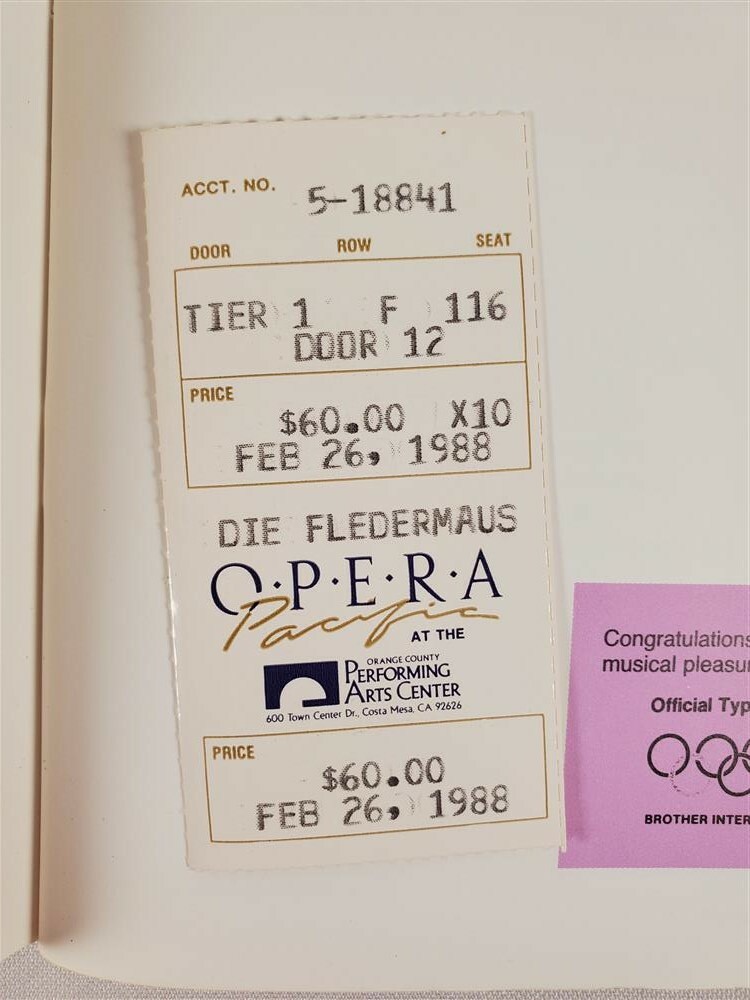 ACCT. NO. 5-18841
DOOR ROW SEAT
TIER 1 F 116
DOOR 12
PRICE
$60.00 X10
FEB 26, 1988
DIE FLEDERMAUS
O·P·E·R·A
Pacific
AT THE
ORANGE COUNTY
PERFORMING
ARTS CENTER
600 Town Center Dr., Costa Mesa, CA 92626
PRICE
$60.00
FEB 26, 1988
Congratulations
musical pleasu
Official Typ
BROTHER INTER